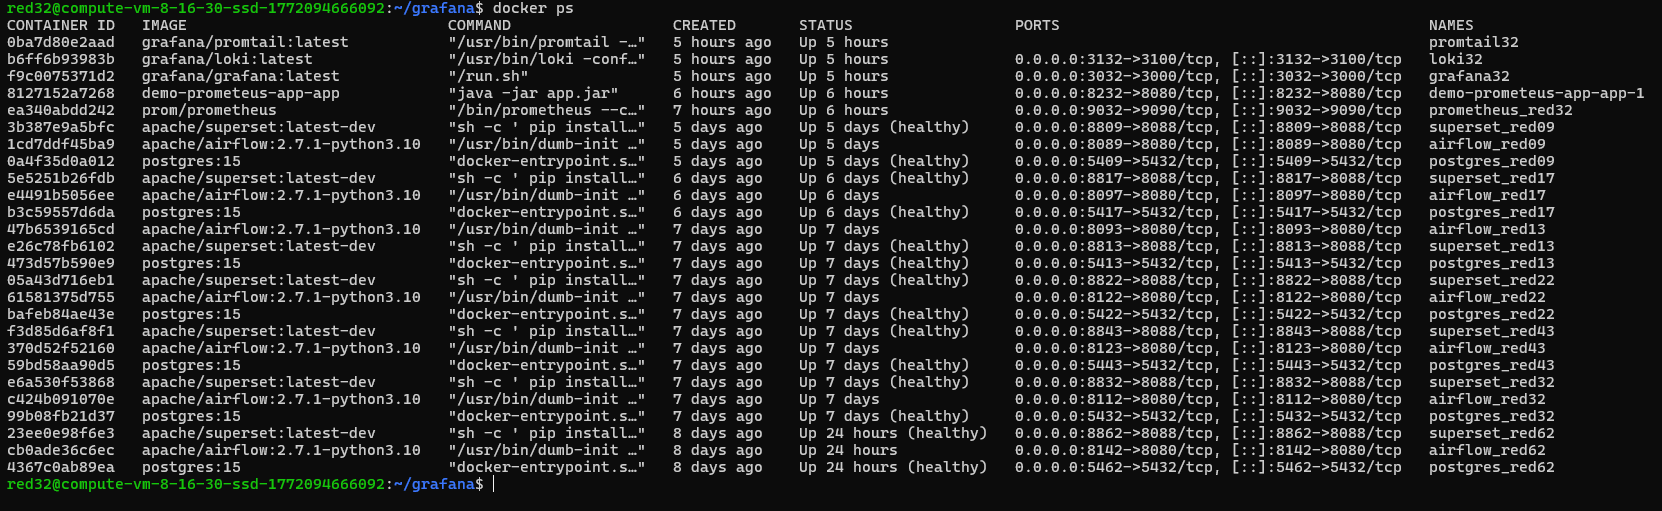 red32@compute-vm-8-16-30-ssd-1772094666092:~/grafana$ docker ps
CONTAINER ID   IMAGE                           COMMAND                  CREATED       STATUS                  PORTS                                         NAMES
0ba7d80e2aad   grafana/promtail:latest         "/usr/bin/promtail -…"   5 hours ago   Up 5 hours                                                            promtail32
b6ff6b93983b   grafana/loki:latest             "/usr/bin/loki -conf…"   5 hours ago   Up 5 hours              0.0.0.0:3132->3100/tcp, [::]:3132->3100/tcp   loki32
f9c0075371d2   grafana/grafana:latest          "/run.sh"                5 hours ago   Up 5 hours              0.0.0.0:3032->3000/tcp, [::]:3032->3000/tcp   grafana32
8127152a7268   demo-prometeus-app-app          "java -jar app.jar"      6 hours ago   Up 6 hours              0.0.0.0:8232->8080/tcp, [::]:8232->8080/tcp   demo-prometeus-app-app-1
ea340abdd242   prom/prometheus                 "/bin/prometheus --c…"   7 hours ago   Up 6 hours              0.0.0.0:9032->9090/tcp, [::]:9032->9090/tcp   prometheus_red32
3b387e9a5bfc   apache/superset:latest-dev      "sh -c ' pip install…"   5 days ago    Up 5 days (healthy)     0.0.0.0:8809->8088/tcp, [::]:8809->8088/tcp   superset_red09
1cd7ddf45ba9   apache/airflow:2.7.1-python3.10   "/usr/bin/dumb-init …"   5 days ago    Up 5 days               0.0.0.0:8089->8080/tcp, [::]:8089->8080/tcp   airflow_red09
0a4f35d0a012   postgres:15                     "docker-entrypoint.s…"   5 days ago    Up 5 days (healthy)     0.0.0.0:5409->5432/tcp, [::]:5409->5432/tcp   postgres_red09
5e5251b26fdb   apache/superset:latest-dev      "sh -c ' pip install…"   6 days ago    Up 6 days (healthy)     0.0.0.0:8817->8088/tcp, [::]:8817->8088/tcp   superset_red17
e4491b5056ee   apache/airflow:2.7.1-python3.10   "/usr/bin/dumb-init …"   6 days ago    Up 6 days               0.0.0.0:8097->8080/tcp, [::]:8097->8080/tcp   airflow_red17
b3c59557d6da   postgres:15                     "docker-entrypoint.s…"   6 days ago    Up 6 days (healthy)     0.0.0.0:5417->5432/tcp, [::]:5417->5432/tcp   postgres_red17
47b6539165cd   apache/airflow:2.7.1-python3.10   "/usr/bin/dumb-init …"   7 days ago    Up 7 days               0.0.0.0:8093->8080/tcp, [::]:8093->8080/tcp   airflow_red13
e26c78fb6102   apache/superset:latest-dev      "sh -c ' pip install…"   7 days ago    Up 7 days (healthy)     0.0.0.0:8813->8088/tcp, [::]:8813->8088/tcp   superset_red13
473d57b590e9   postgres:15                     "docker-entrypoint.s…"   7 days ago    Up 7 days (healthy)     0.0.0.0:5413->5432/tcp, [::]:5413->5432/tcp   postgres_red13
05a43d716eb1   apache/superset:latest-dev      "sh -c ' pip install…"   7 days ago    Up 7 days (healthy)     0.0.0.0:8822->8088/tcp, [::]:8822->8088/tcp   superset_red22
61581375d755   apache/airflow:2.7.1-python3.10   "/usr/bin/dumb-init …"   7 days ago    Up 7 days               0.0.0.0:8122->8080/tcp, [::]:8122->8080/tcp   airflow_red22
bafeb84ae43e   postgres:15                     "docker-entrypoint.s…"   7 days ago    Up 7 days (healthy)     0.0.0.0:5422->5432/tcp, [::]:5422->5432/tcp   postgres_red22
f3d85d6af8f1   apache/superset:latest-dev      "sh -c ' pip install…"   7 days ago    Up 7 days (healthy)     0.0.0.0:8843->8088/tcp, [::]:8843->8088/tcp   superset_red43
370d52f52160   apache/airflow:2.7.1-python3.10   "/usr/bin/dumb-init …"   7 days ago    Up 7 days               0.0.0.0:8123->8080/tcp, [::]:8123->8080/tcp   airflow_red43
59bd58aa90d5   postgres:15                     "docker-entrypoint.s…"   7 days ago    Up 7 days (healthy)     0.0.0.0:5443->5432/tcp, [::]:5443->5432/tcp   postgres_red43
e6a530f53868   apache/superset:latest-dev      "sh -c ' pip install…"   7 days ago    Up 7 days (healthy)     0.0.0.0:8832->8088/tcp, [::]:8832->8088/tcp   superset_red32
c424b091070e   apache/airflow:2.7.1-python3.10   "/usr/bin/dumb-init …"   7 days ago    Up 7 days               0.0.0.0:8112->8080/tcp, [::]:8112->8080/tcp   airflow_red32
99b08fb21d37   postgres:15                     "docker-entrypoint.s…"   7 days ago    Up 7 days (healthy)     0.0.0.0:5432->5432/tcp, [::]:5432->5432/tcp   postgres_red32
23ee0e98f6e3   apache/superset:latest-dev      "sh -c ' pip install…"   8 days ago    Up 24 hours (healthy)   0.0.0.0:8862->8088/tcp, [::]:8862->8088/tcp   superset_red62
cb0ade36c6ec   apache/airflow:2.7.1-python3.10   "/usr/bin/dumb-init …"   8 days ago    Up 24 hours             0.0.0.0:8142->8080/tcp, [::]:8142->8080/tcp   airflow_red62
4367c0ab89ea   postgres:15                     "docker-entrypoint.s…"   8 days ago    Up 24 hours (healthy)   0.0.0.0:5462->5432/tcp, [::]:5462->5432/tcp   postgres_red62
red32@compute-vm-8-16-30-ssd-1772094666092:~/grafana$